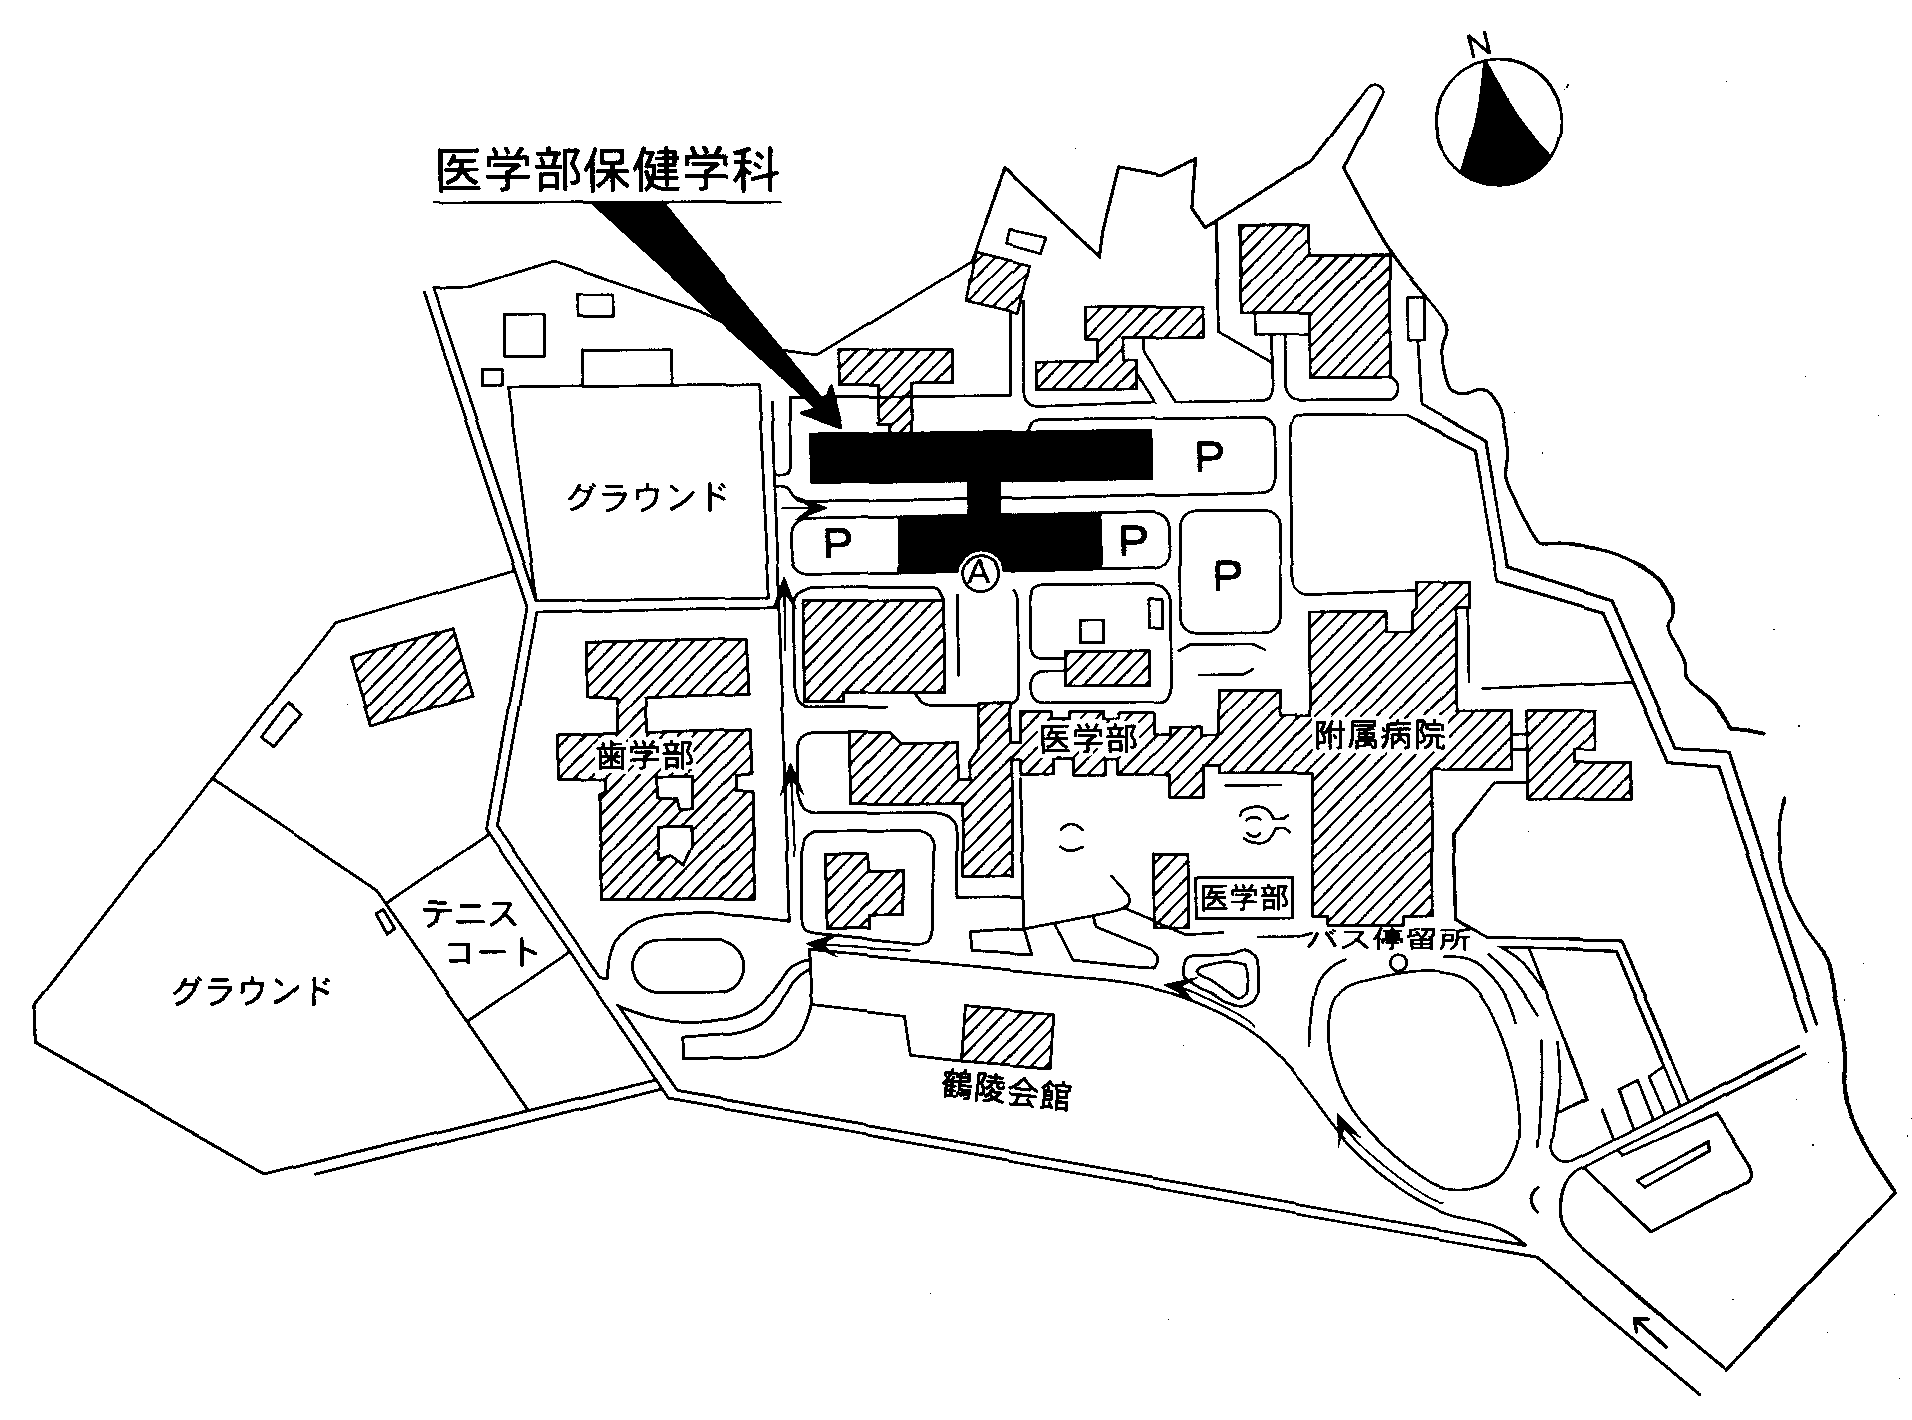 N
医学部保健学科
P
グラウンド
P
A
P
P
歯学部
医学部
附属病院
医学部
テニス
コート
バス停留所
グラウンド
鶴陵会館